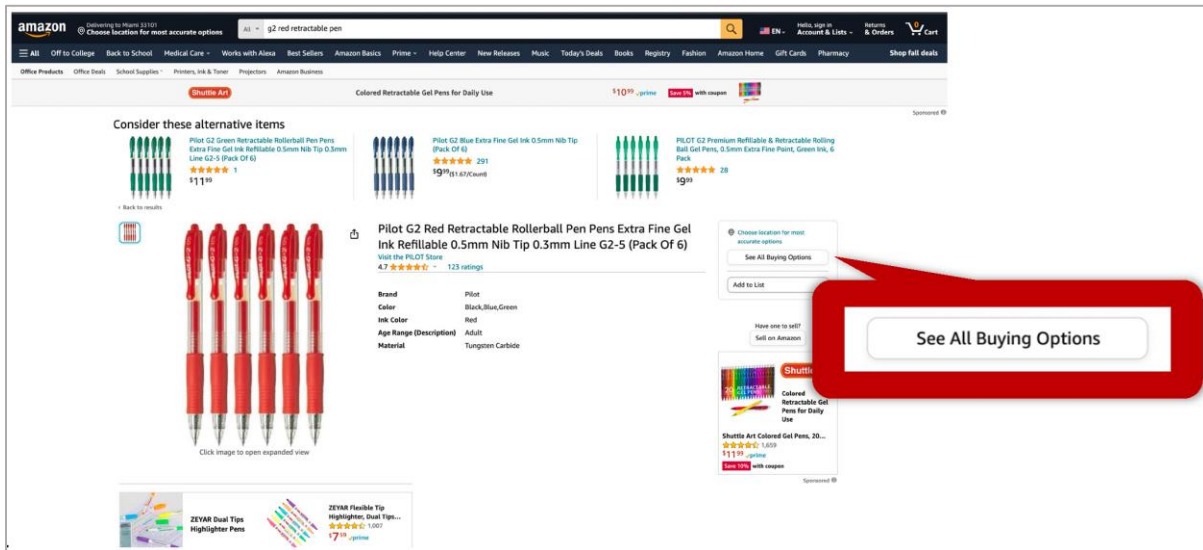 amazon
Delivering to Miami 33101
Choose location for most accurate options
All
g2 red retractable pen
EN
Hello, sign in
Account & Lists
Returns
& Orders
0
Cart
All Off to College Back to School Medical Care Works with Alexa Best Sellers Amazon Basics Prime Help Center New Releases Music Today's Deals Books Registry Fashion Amazon Home Gift Cards Pharmacy Shop fall deals
Office Products Office Deals School Supplies Printers, Ink & Toner Projectors Amazon Business
Shuttle Art Colored Retractable Gel Pens for Daily Use $10⁹⁹ prime Save 5% with coupon
Sponsored
Consider these alternative items
Pilot G2 Green Retractable Rollerball Pen Pens
Extra Fine Gel Ink Refillable 0.5mm Nib Tip 0.3mm
Line G2-5 (Pack Of 6)
1
$11⁹⁹
Pilot G2 Blue Extra Fine Gel Ink 0.5mm Nib Tip
(Pack Of 6)
291
$9⁹⁹($1.67/Count)
PILOT G2 Premium Refillable & Retractable Rolling
Ball Gel Pens, 0.5mm Extra Fine Point, Green Ink, 6
Pack
28
$9⁹⁹
‹ Back to results
Pilot G2 Red Retractable Rollerball Pen Pens Extra Fine Gel
Ink Refillable 0.5mm Nib Tip 0.3mm Line G2-5 (Pack Of 6)
Visit the PILOT Store
4.7 123 ratings
Brand Pilot
Color Black,Blue,Green
Ink Color Red
Age Range (Description) Adult
Material Tungsten Carbide
Click image to open expanded view
Choose location for most
accurate options
See All Buying Options
Add to List
See All Buying Options
Have one to sell?
Sell on Amazon
Shuttle
20 RETRACTABLE
GEL PENS
Colored
Retractable Gel
Pens for Daily
Use
Shuttle Art Colored Gel Pens, 20...
1,659
$11⁹⁹ prime
Save 10% with coupon
Sponsored
ZEYAR Dual Tips
Highlighter Pens
ZEYAR Flexible Tip
Highlighter, Dual Tips...
1,007
prime